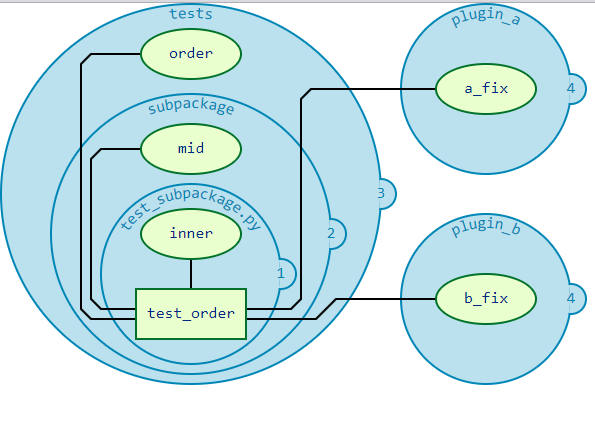 tests
order
subpackage
mid
test_subpackage.py
inner
test_order
1
2
3
plugin_a
a_fix
4
plugin_b
b_fix
4